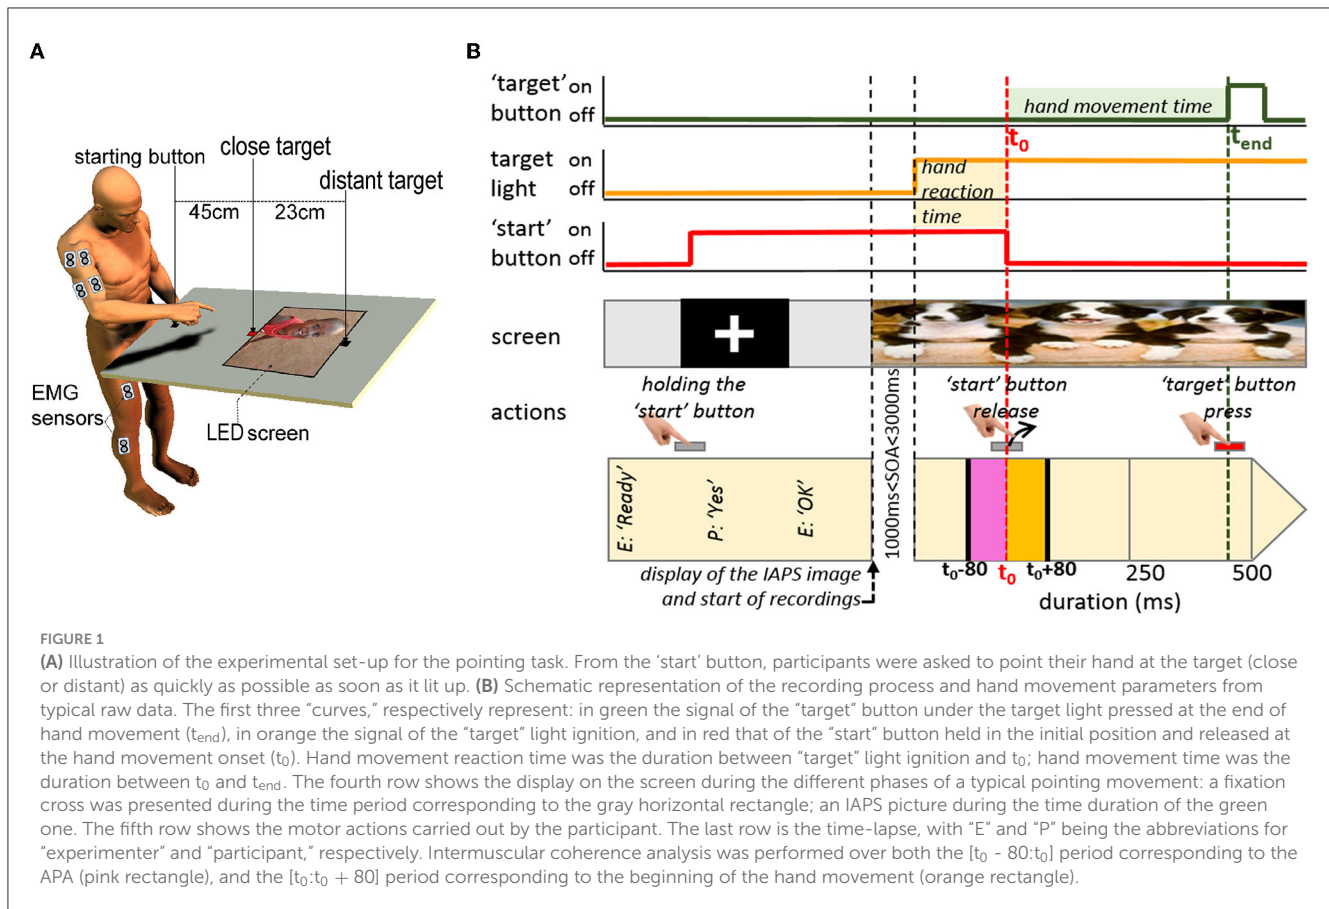 A
starting button
close target
distant target
45cm
23cm
EMG
sensors
LED screen
B
'target' on
button off
hand movement time
t0
tend
target on
light off
hand
reaction
time
'start' on
button off
screen
actions
holding the
'start' button
1000ms<SOA<3000ms
'start' button
release
'target' button
press
E: 'Ready'
P: 'Yes'
E: 'OK'
t0-80
t0
t0+80
250
500
display of the IAPS image
and start of recordings
duration (ms)
FIGURE 1
(A) Illustration of the experimental set-up for the pointing task. From the 'start' button, participants were asked to point their hand at the target (close
or distant) as quickly as possible as soon as it lit up. (B) Schematic representation of the recording process and hand movement parameters from
typical raw data. The first three "curves," respectively represent: in green the signal of the "target" button under the target light pressed at the end of
hand movement (tend), in orange the signal of the "target" light ignition, and in red that of the "start" button held in the initial position and released at
the hand movement onset (t0). Hand movement reaction time was the duration between "target" light ignition and t0; hand movement time was the
duration between t0 and tend. The fourth row shows the display on the screen during the different phases of a typical pointing movement: a fixation
cross was presented during the time period corresponding to the gray horizontal rectangle; an IAPS picture during the time duration of the green
one. The fifth row shows the motor actions carried out by the participant. The last row is the time-lapse, with "E" and "P" being the abbreviations for
"experimenter" and "participant," respectively. Intermuscular coherence analysis was performed over both the [t0 - 80:t0] period corresponding to the
APA (pink rectangle), and the [t0:t0 + 80] period corresponding to the beginning of the hand movement (orange rectangle).